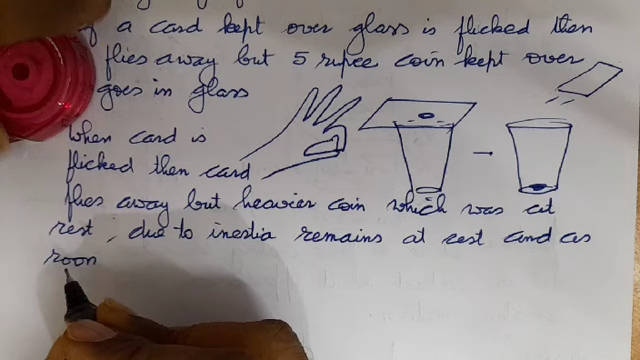 If a card kept over glass is flicked then
flies away but 5 rupee coin kept over
goes in glass
When card is
flicked then card
flies away but heavier coin which was at
rest, due to inertia remains at rest and as
soon